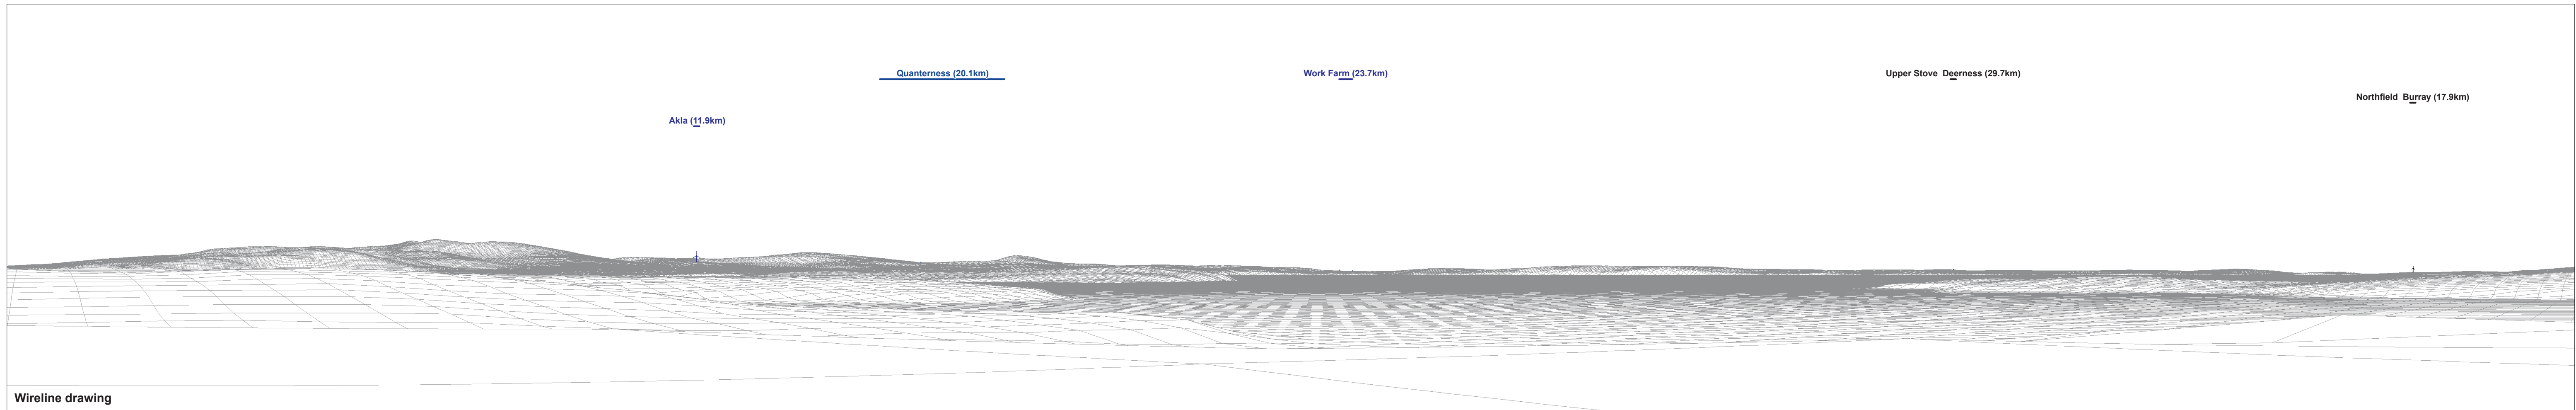 Quanterness (20.1km)
Work Farm (23.7km)
Upper Stove  Deerness (29.7km)
Northfield  Burray (17.9km)
Akla (11.9km)
Wireline drawing